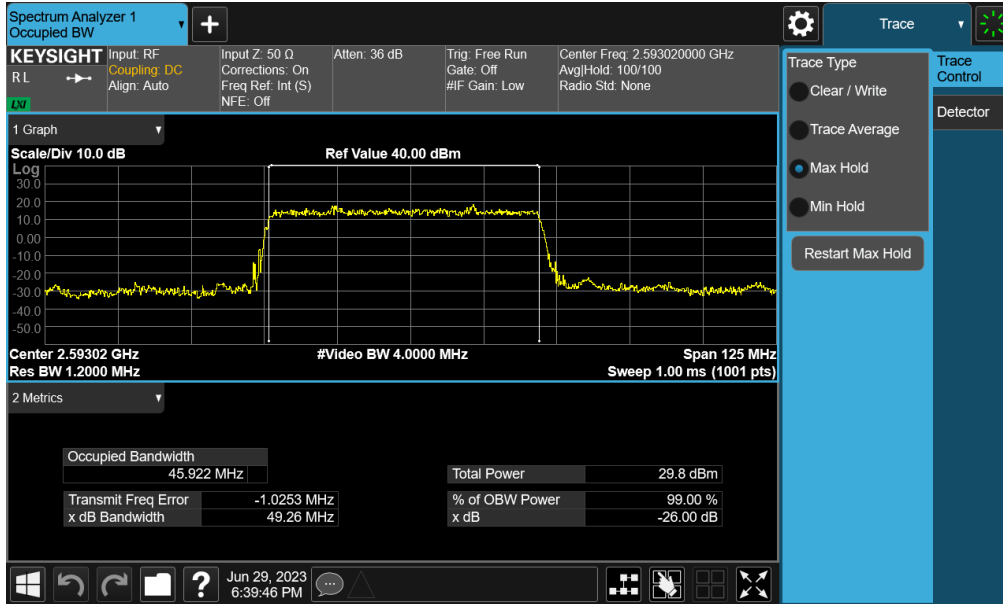 Spectrum Analyzer 1
Occupied BW
+
Trace
KEYSIGHT
RL
LXI
Input: RF
Coupling: DC
Align: Auto
Input Z: 50 Ω
Corrections: On
Freq Ref: Int (S)
NFE: Off
Atten: 36 dB
Trig: Free Run
Gate: Off
#IF Gain: Low
Center Freq: 2.593020000 GHz
Avg|Hold: 100/100
Radio Std: None
1 Graph
Scale/Div 10.0 dB
Ref Value 40.00 dBm
Log
30.0
20.0
10.0
0.00
-10.0
-20.0
-30.0
-40.0
-50.0
Center 2.59302 GHz
#Video BW 4.0000 MHz
Span 125 MHz
Res BW 1.2000 MHz
Sweep 1.00 ms (1001 pts)
2 Metrics
Occupied Bandwidth
45.922 MHz
Total Power 29.8 dBm
Transmit Freq Error -1.0253 MHz
% of OBW Power 99.00 %
x dB Bandwidth 49.26 MHz
x dB -26.00 dB
Trace Type
Clear / Write
Trace Average
Max Hold
Min Hold
Restart Max Hold
Trace
Control
Detector
?
Jun 29, 2023
6:39:46 PM